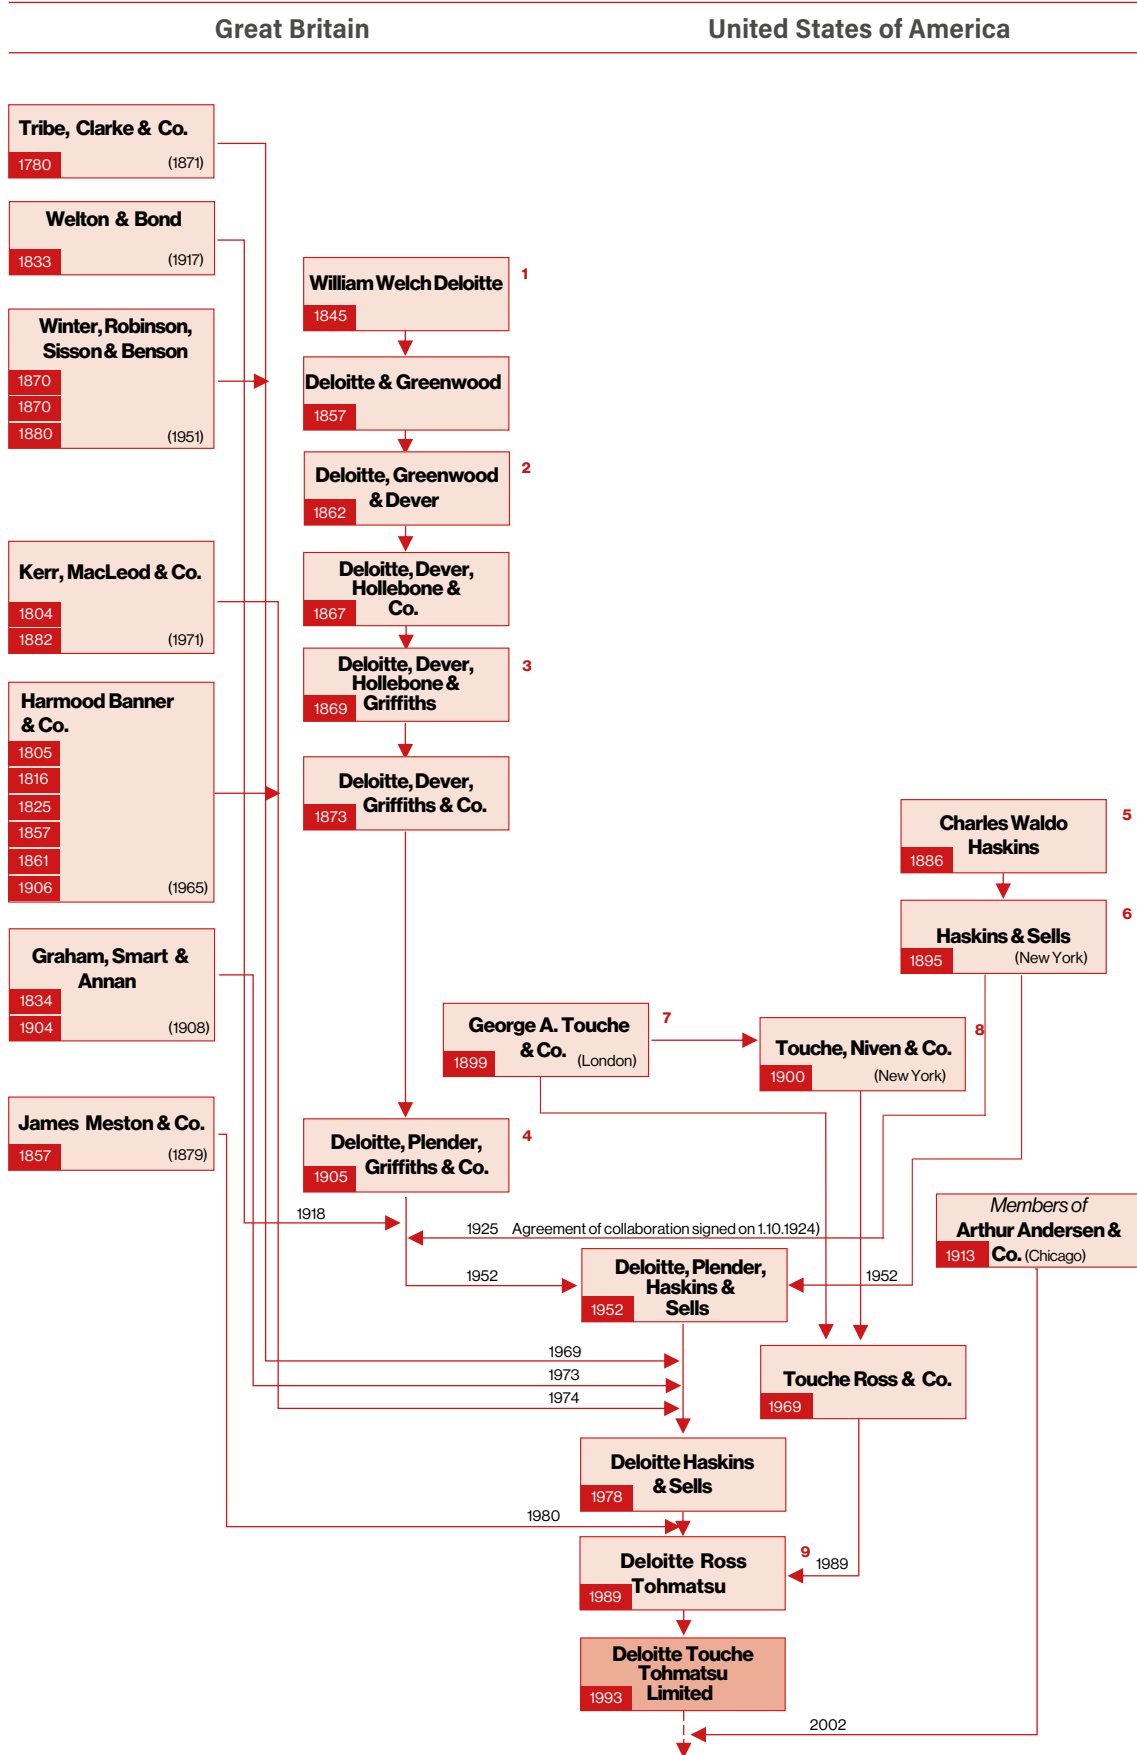 Great Britain
United States of America
Tribe, Clarke & Co.
1780
(1871)
Welton & Bond
1833
(1917)
Winter, Robinson,
Sisson & Benson
1870
1870
1880
(1951)
Kerr, MacLeod & Co.
1804
1882
(1971)
Harmood Banner
& Co.
1805
1816
1825
1857
1861
1906
(1965)
Graham, Smart &
Annan
1834
1904
(1908)
James Meston & Co.
1857
(1879)
William Welch Deloitte
1845
1
Deloitte & Greenwood
1857
Deloitte, Greenwood
& Dever
1862
2
Deloitte, Dever,
Hollebone &
Co.
1867
Deloitte, Dever,
Hollebone &
Griffiths
1869
3
Deloitte, Dever,
Griffiths & Co.
1873
Charles Waldo
Haskins
1886
5
Haskins & Sells
1895
(New York)
6
George A. Touche
& Co. (London)
1899
7
Touche, Niven & Co.
1900
(New York)
8
Deloitte, Plender,
Griffiths & Co.
1905
4
Members of
Arthur Andersen &
Co. (Chicago)
1913
1918
1925 Agreement of collaboration signed on 1.10.1924)
1952
Deloitte, Plender,
Haskins &
Sells
1952
1952
1969
1973
1974
Touche Ross & Co.
1969
Deloitte Haskins
& Sells
1978
1980
Deloitte Ross
Tohmatsu
1989
9
1989
Deloitte Touche
Tohmatsu
Limited
1993
2002